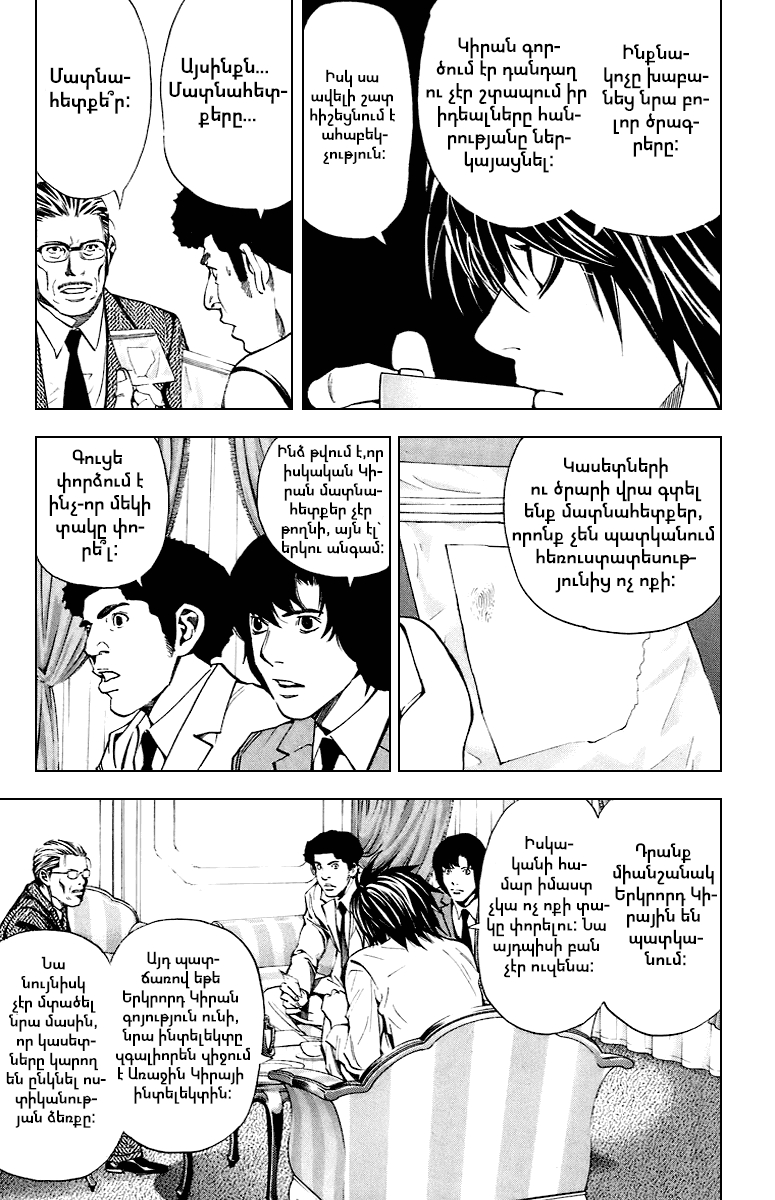 Ինքնա-
կոչը խաբա-
նեց նրա բո-
լոր ծրագ-
րերը:
Կիրան գոր-
ծում էր դանդաղ
ու չէր շտապում իր
իդեալները հան-
րությանը ներ-
կայացնել:
Իսկ սա
ավելի շատ
հիշեցնում է
ահաբեկ-
չություն:
Այսինքն...
Մատնահետ-
քերը...
Մատնա-
հետքե՞ր:
Կասետների
ու ծրարի վրա գտել
ենք մատնահետքեր,
որոնք չեն պատկանում
հեռուստատեսութ-
յունից ոչ ոքի:
Ինձ թվում է,որ
իսկական Կի-
րան մատնա-
հետքեր չէր
թողնի, այն էլ՝
երկու անգամ:
Գուցե
փորձում է
ինչ-որ մեկի
տակը փո-
րե՞լ:
Դրանք
միանշանակ
Երկրորդ Կի-
րային են
պատկա-
նում:
Իսկա-
կանի հա-
մար իմաստ
չկա ոչ ոքի տա-
կը փորելու: Նա
այդպիսի բան
չէր ուզենա:
Այդ պատ-
ճառով եթե
Երկրորդ Կիրան
գոյություն ունի,
նրա ինտելեկտը
զգալիորեն զիջում
է Առաջին Կիրայի
ինտելեկտին:
Նա
նույնիսկ
չէր մտածել
նրա մասին,
որ կասետ-
ները կարող
են ընկնել ոս-
տիկանութ-
յան ձեռքը: